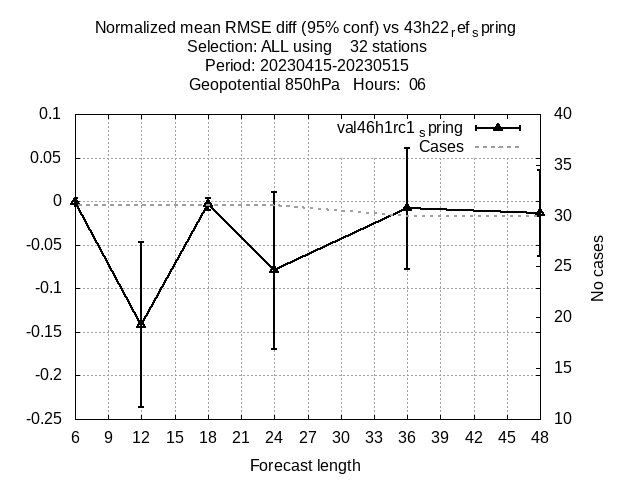 Normalized mean RMSE diff (95% conf) vs 43h22refspring
Selection: ALL using 32 stations
Period: 20230415-20230515
Geopotential 850hPa Hours: 06
val46h1rc1spring
Cases
0.1
0.05
0
-0.05
-0.1
-0.15
-0.2
-0.25
40
35
30
25
20
15
10
No cases
6 9 12 15 18 21 24 27 30 33 36 39 42 45 48
Forecast length